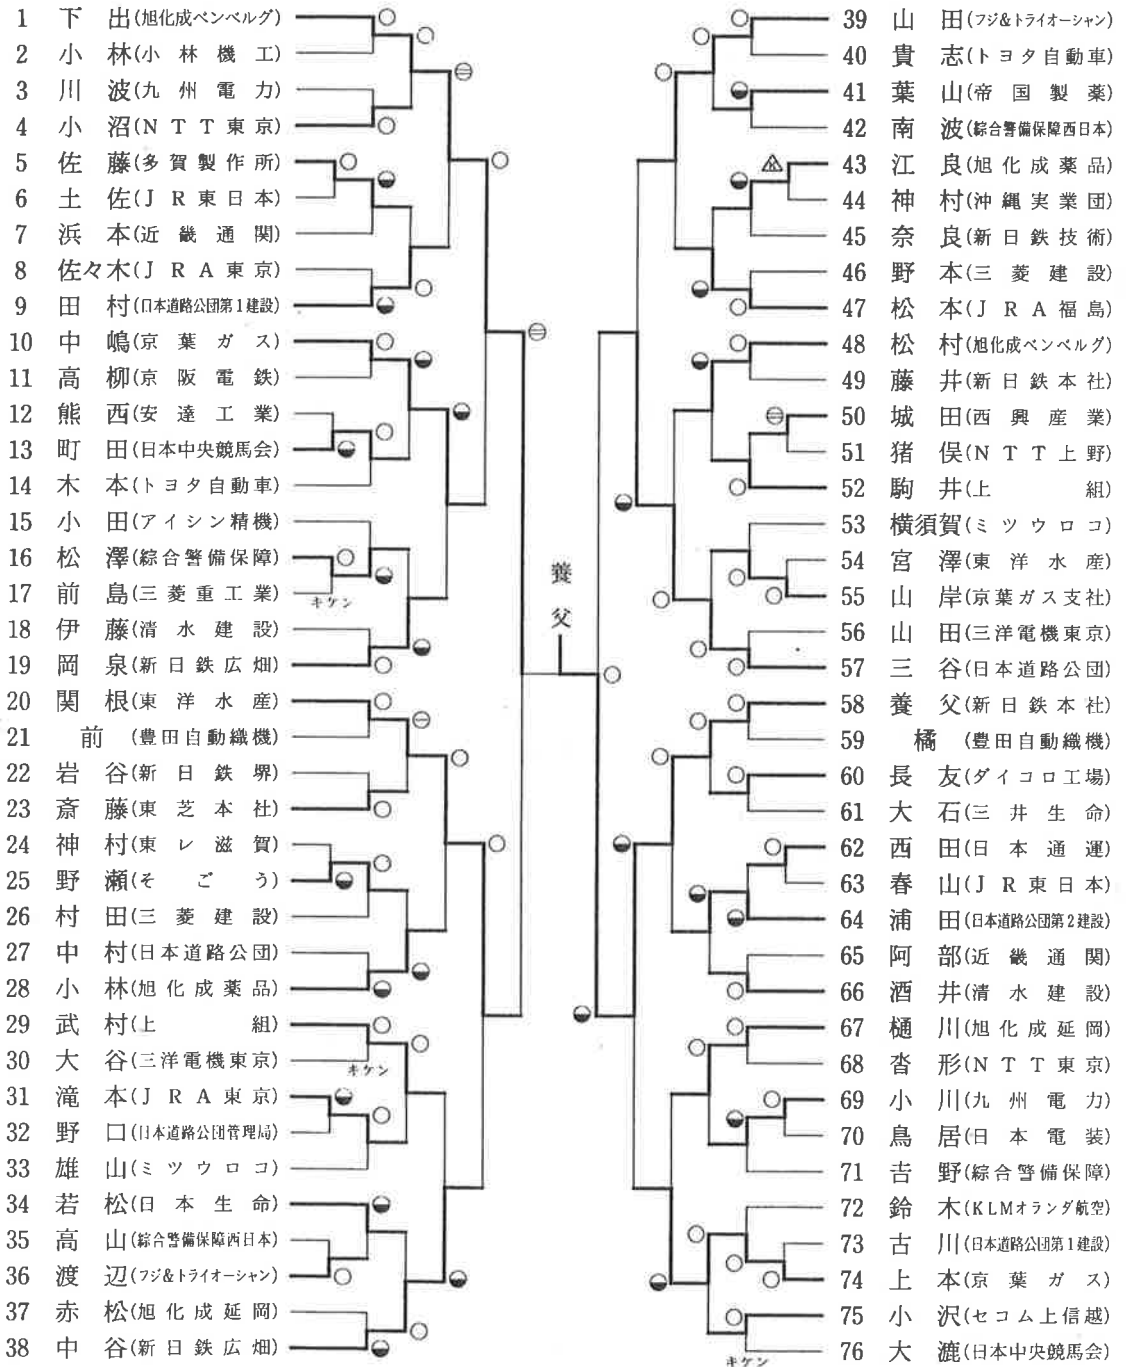 1 下出(旭化成ベンベルグ)
2 小林(小林機工)
3 川波(九州電力)
4 小沼(NTT東京)
5 佐藤(多賀製作所)
6 土佐(JR東日本)
7 浜本(近畿通関)
8 佐々木(JRA東京)
9 田村(日本道路公団第1建設)
10 中嶋(京葉ガス)
11 高柳(京阪電鉄)
12 熊西(安達工業)
13 町田(日本中央競馬会)
14 木本(トヨタ自動車)
15 小田(アイシン精機)
16 松澤(綜合警備保障)
17 前島(三菱重工業)
キケン
18 伊藤(清水建設)
19 岡泉(新日鉄広畑)
20 関根(東洋水産)
21 前(豊田自動織機)
22 岩谷(新日鉄堺)
23 斎藤(東芝本社)
24 神村(東レ滋賀)
25 野瀬(そごう)
26 村田(三菱建設)
27 中村(日本道路公団)
28 小林(旭化成薬品)
29 武村(上組)
30 大谷(三洋電機東京)
キケン
31 滝本(JRA東京)
32 野口(日本道路公団管理局)
33 雄山(ミツウロコ)
34 若松(日本生命)
35 高山(綜合警備保障西日本)
36 渡辺(フジ&トライオーシャン)
37 赤松(旭化成延岡)
38 中谷(新日鉄広畑)
養父
39 山田(フジ&トライオーシャン)
40 貴志(トヨタ自動車)
41 葉山(帝国製薬)
42 南波(綜合警備保障西日本)
43 江良(旭化成薬品)
44 神村(沖縄実業団)
45 奈良(新日鉄技術)
46 野本(三菱建設)
47 松本(JRA福島)
48 松村(旭化成ベンベルグ)
49 藤井(新日鉄本社)
50 城田(西興産業)
51 猪俣(NTT上野)
52 駒井(上組)
53 横須賀(ミツウロコ)
54 宮澤(東洋水産)
55 山岸(京葉ガス支社)
56 山田(三洋電機東京)
57 三谷(日本道路公団)
58 養父(新日鉄本社)
59 橘(豊田自動織機)
60 長友(ダイコロ工場)
61 大石(三井生命)
62 西田(日本通運)
63 春山(JR東日本)
64 浦田(日本道路公団第2建設)
65 阿部(近畿通関)
66 酒井(清水建設)
67 樋川(旭化成延岡)
68 沓形(NTT東京)
69 小川(九州電力)
70 鳥居(日本電装)
71 吉野(綜合警備保障)
72 鈴木(KLMオランダ航空)
73 古川(日本道路公団第1建設)
74 上本(京葉ガス)
75 小沢(セコム上信越)
76 大漉(日本中央競馬会)
キケン